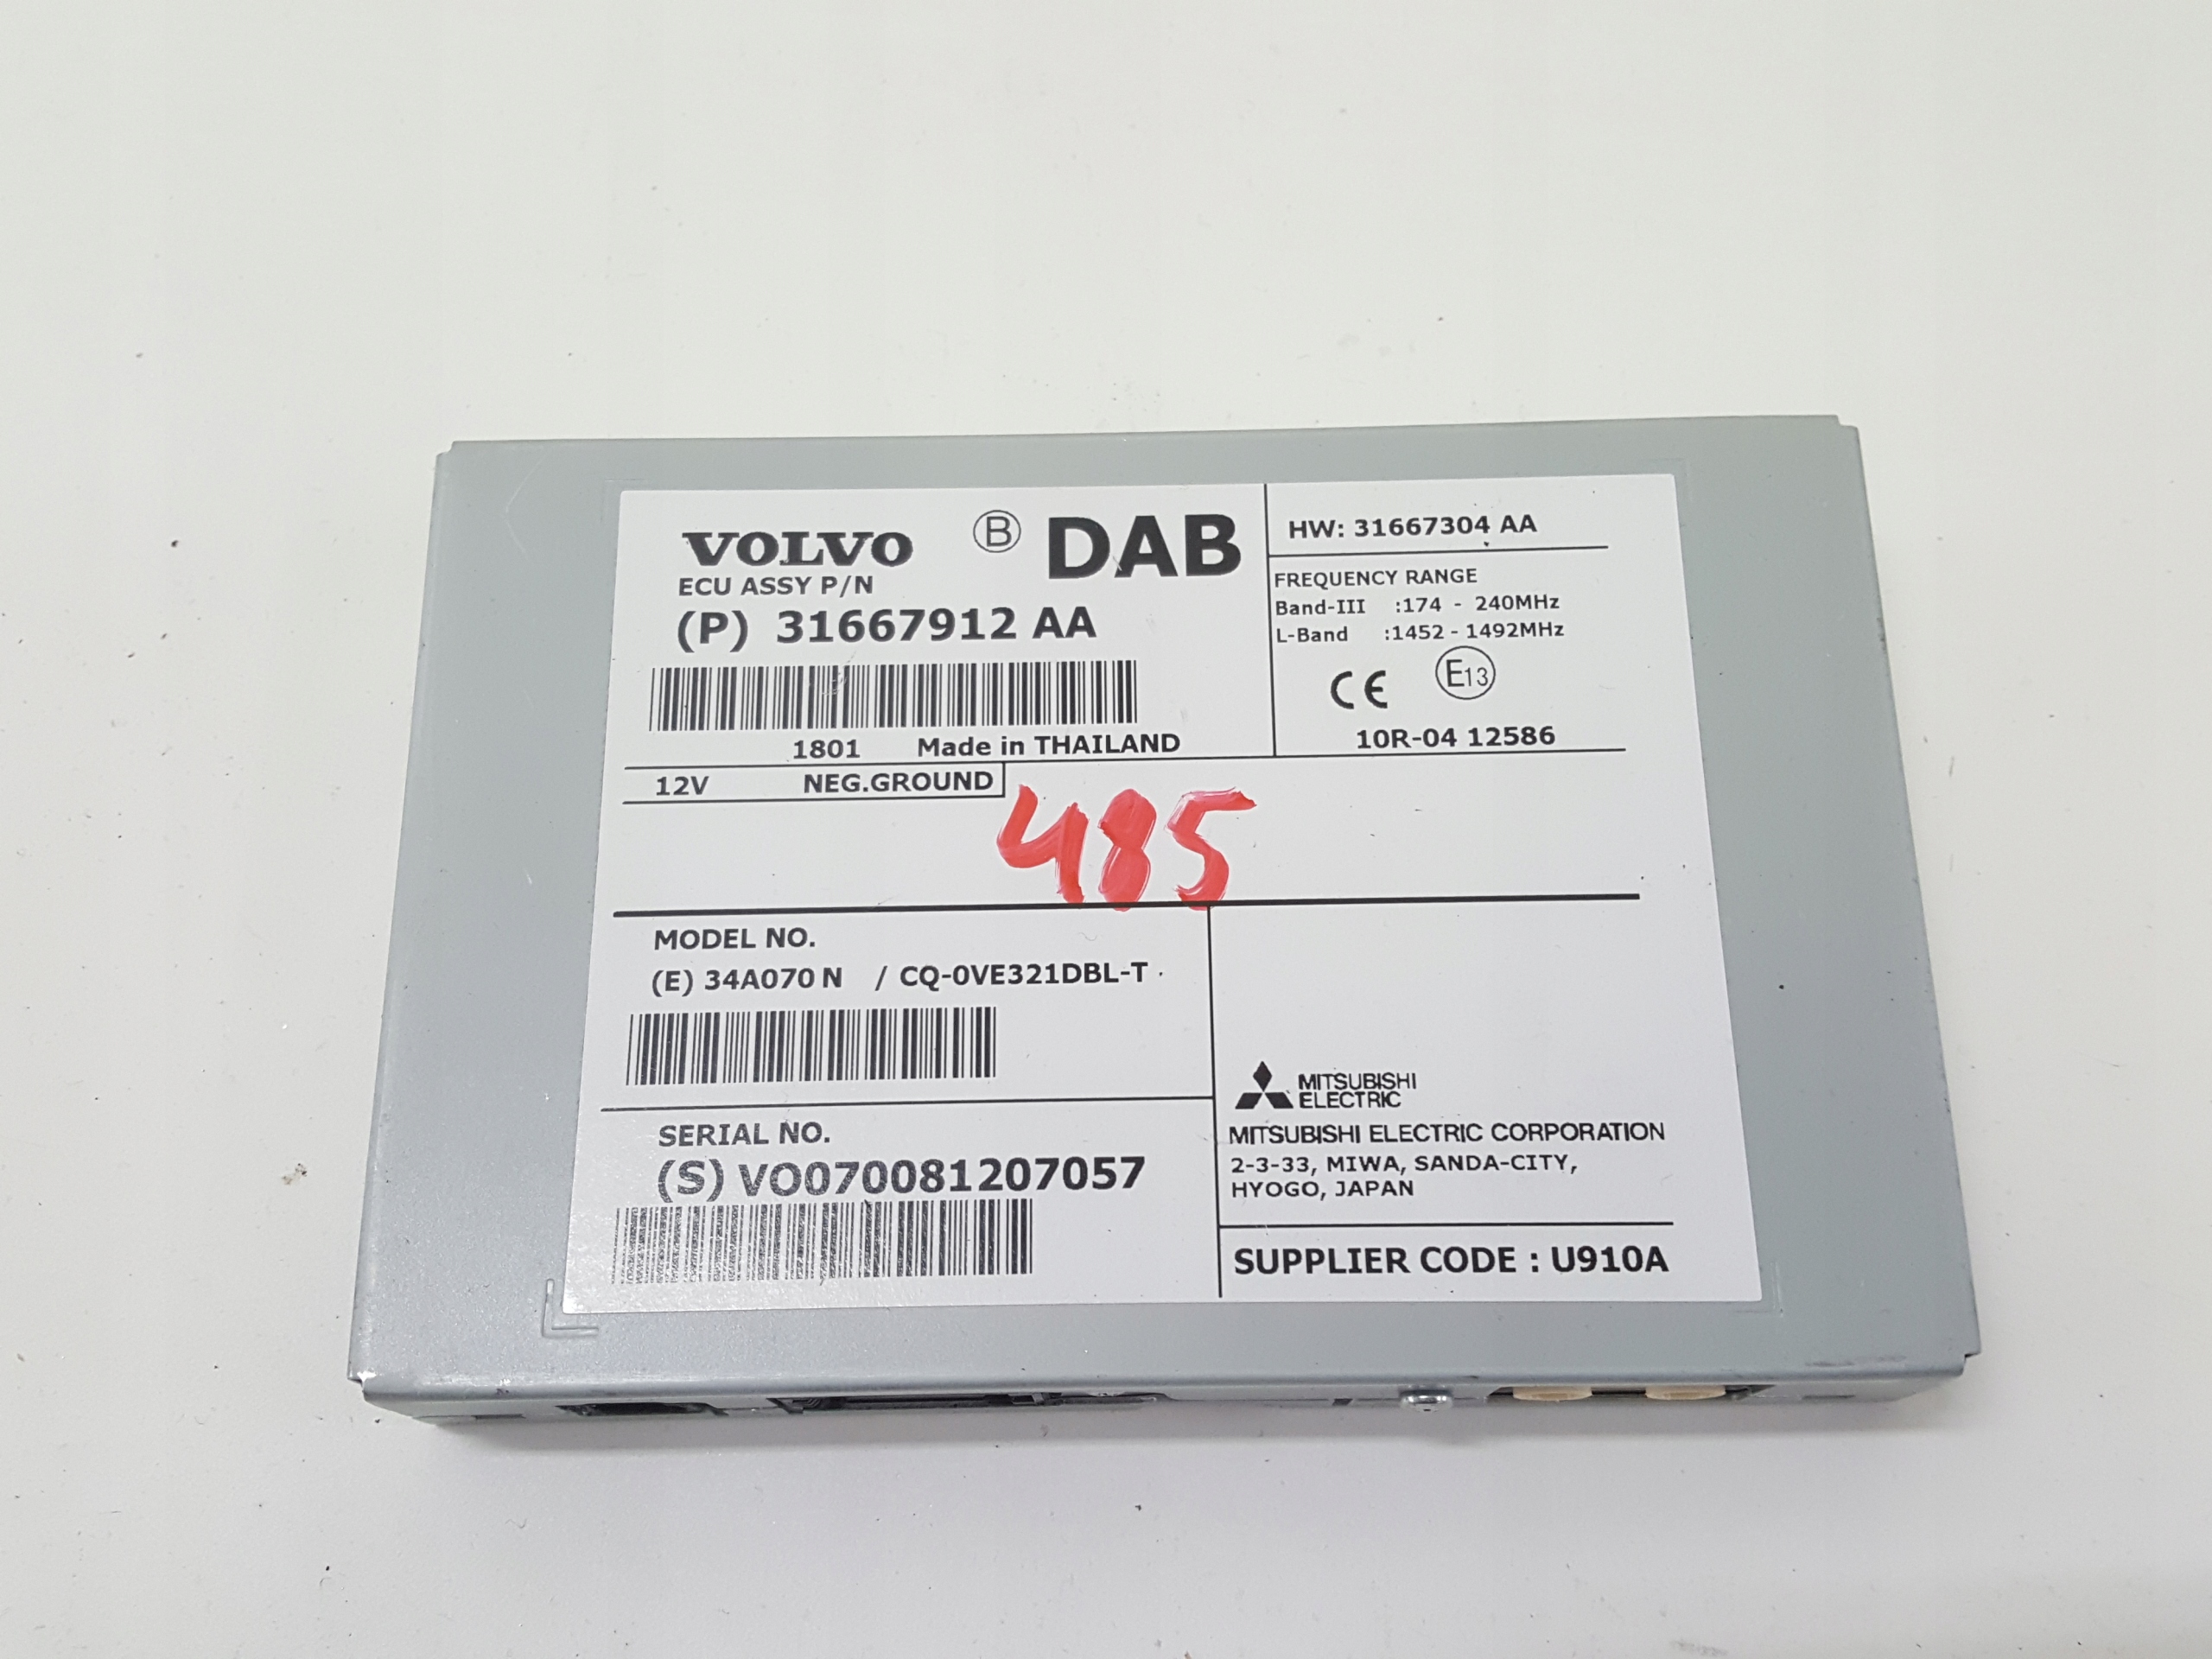 VOLVO Ⓑ DAB
ECU ASSY P/N
(P) 31667912 AA
1801 Made in THAILAND
12V NEG.GROUND
HW: 31667304 AA
FREQUENCY RANGE
Band-III :174 - 240MHz
L-Band :1452 - 1492MHz
CE E13
10R-04 12586
485
MODEL NO.
(E) 34A070 N / CQ-0VE321DBL-T
SERIAL NO.
(S) VO070081207057
MITSUBISHI
ELECTRIC
MITSUBISHI ELECTRIC CORPORATION
2-3-33, MIWA, SANDA-CITY,
HYOGO, JAPAN
SUPPLIER CODE : U910A